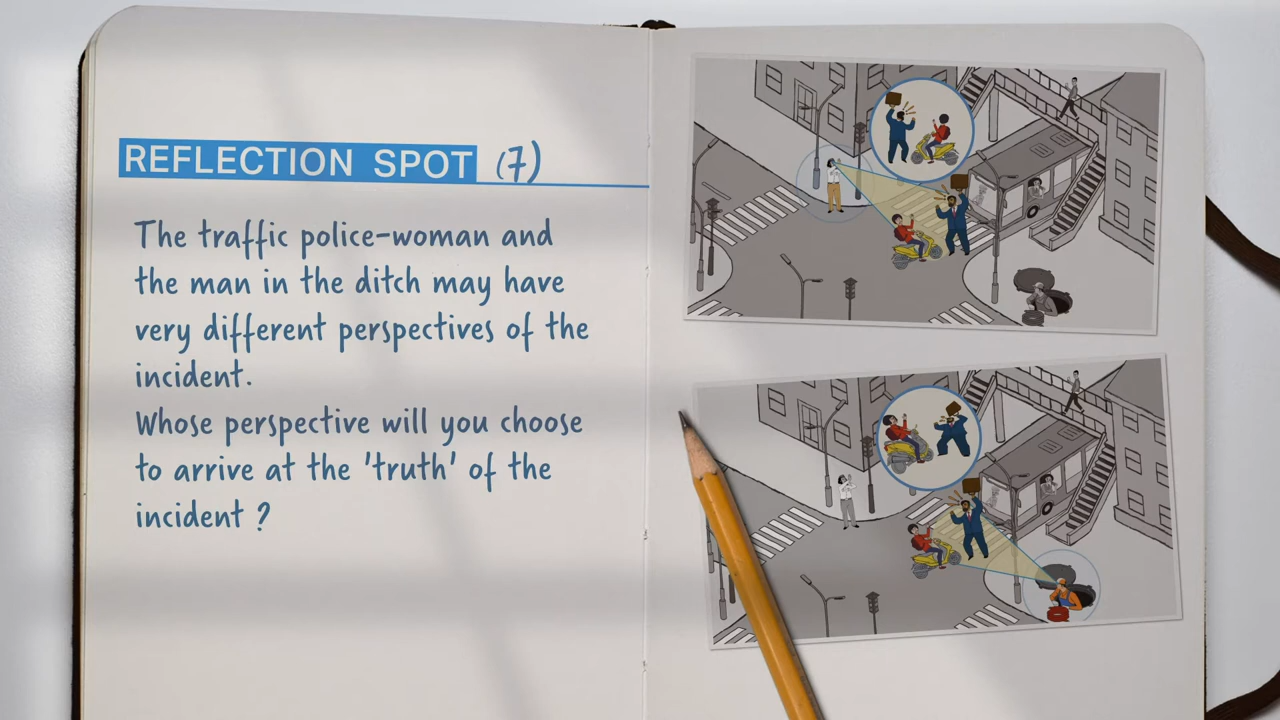 REFLECTION SPOT (7)
The traffic police-woman and
the man in the ditch may have
very different perspectives of the
incident.
Whose perspective will you choose
to arrive at the 'truth' of the
incident ?